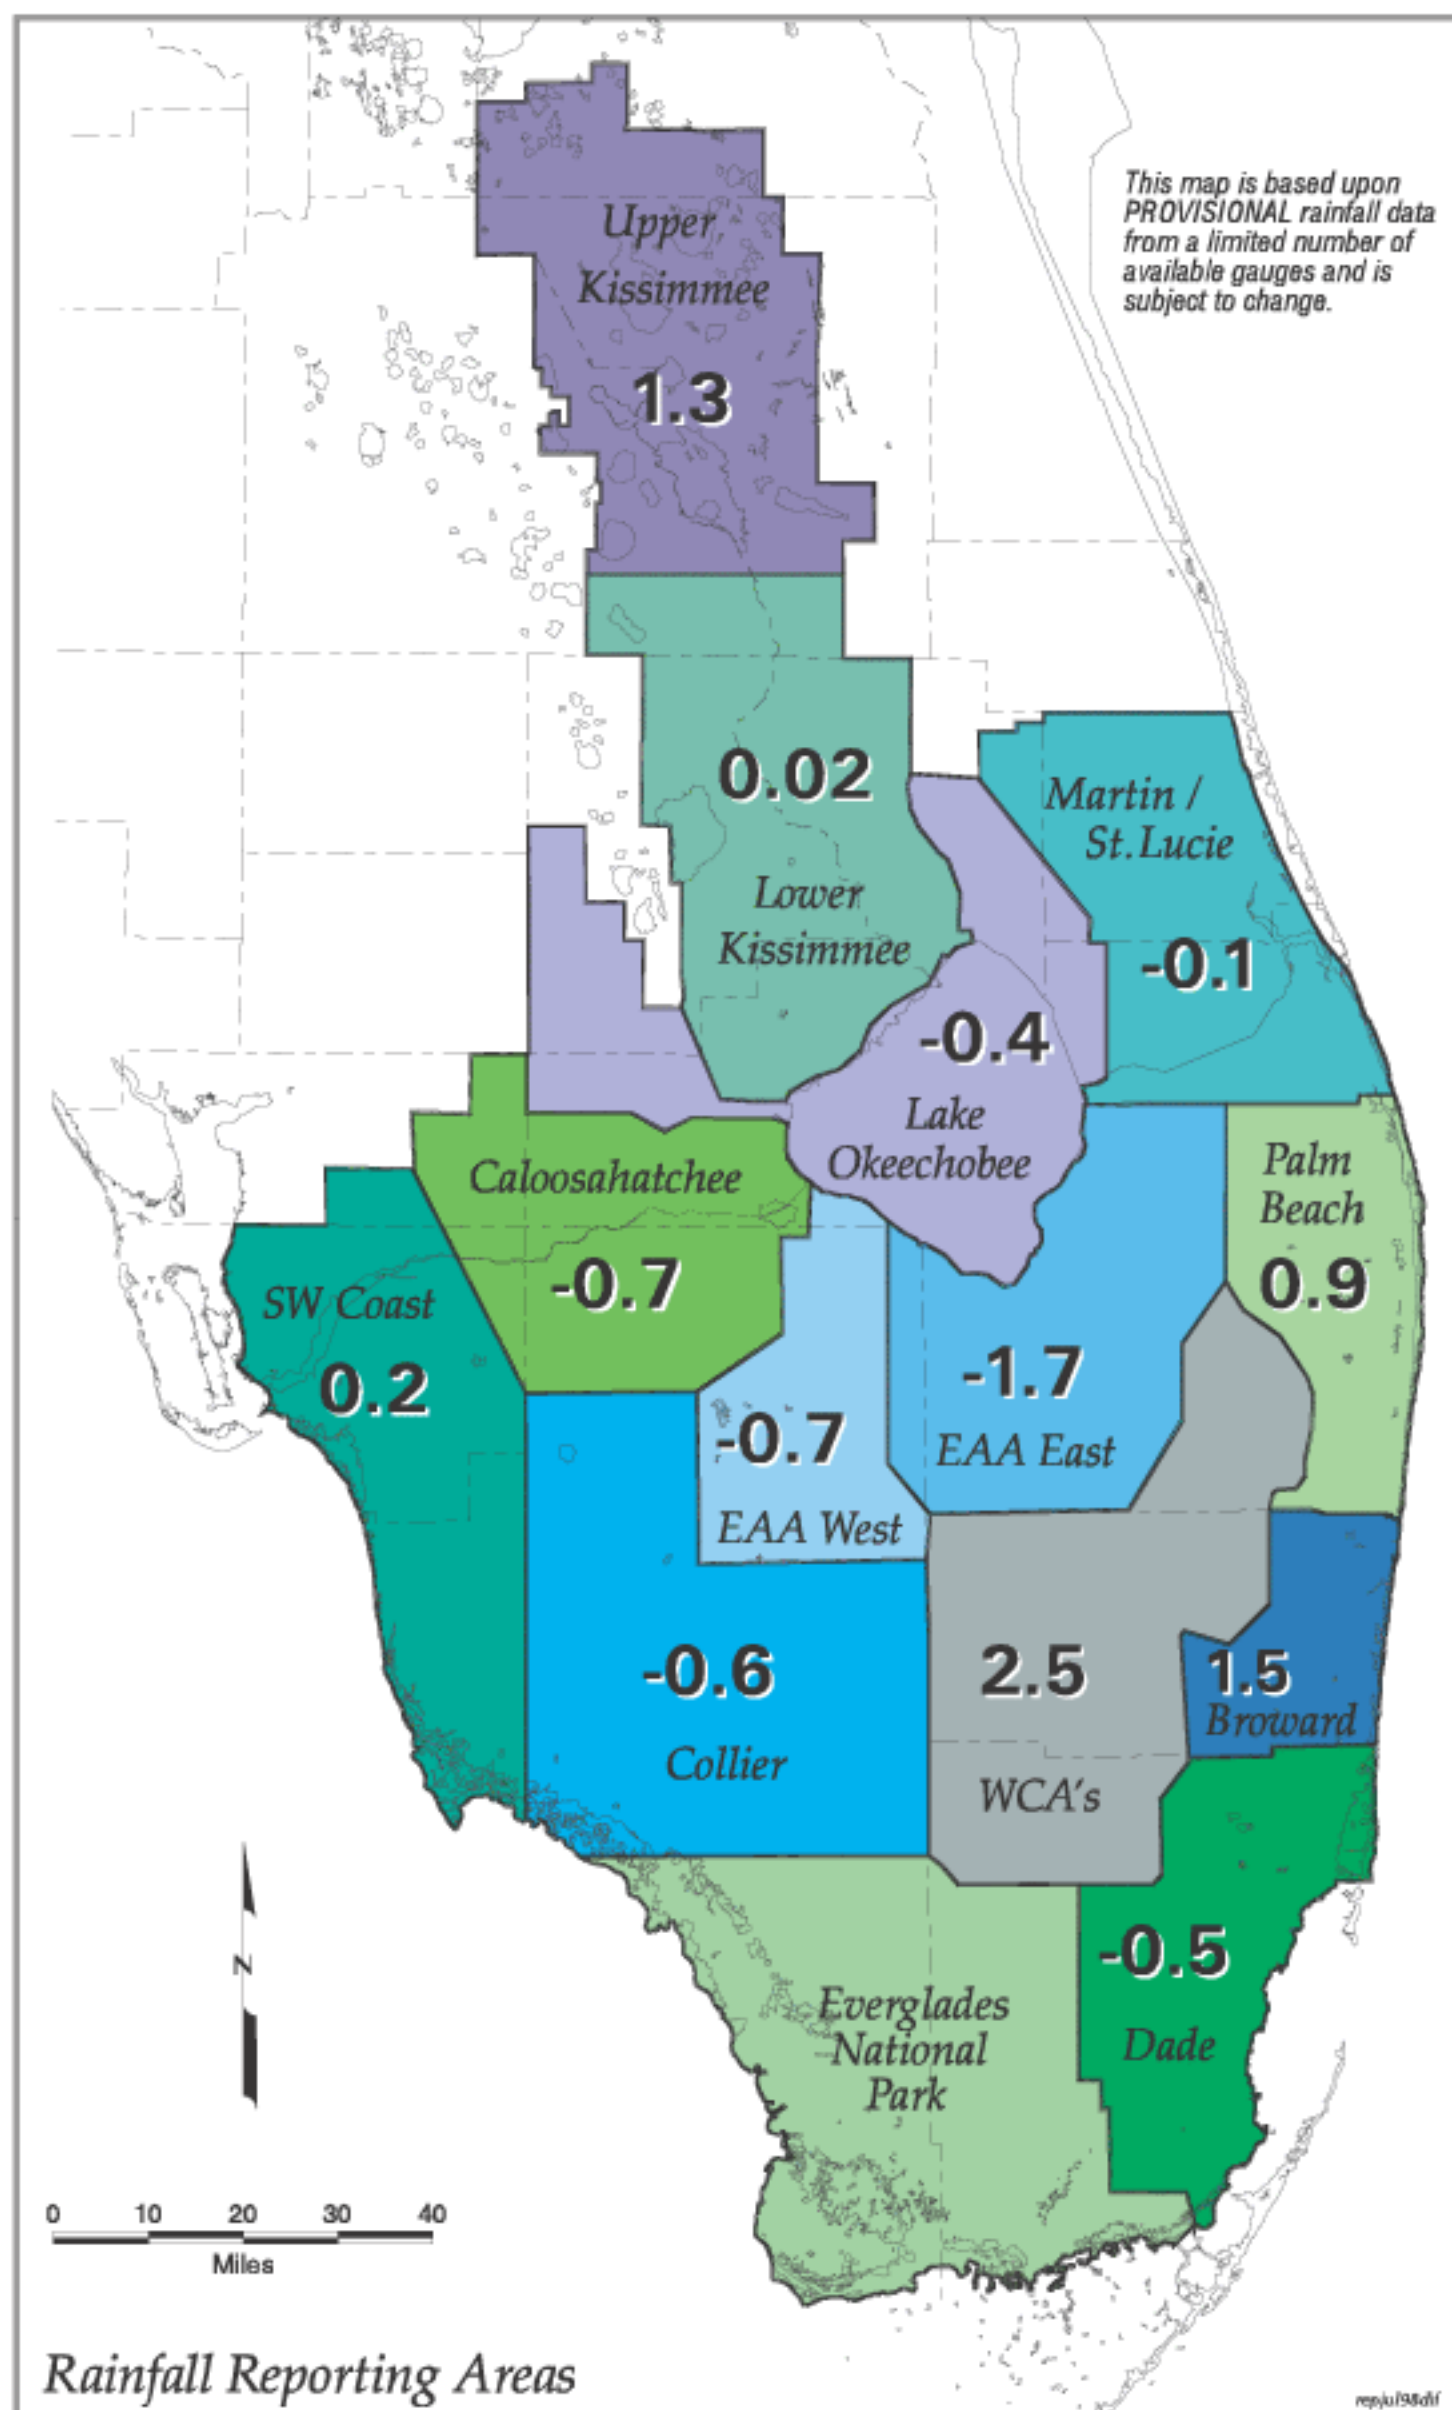 This map is based upon
PROVISIONAL rainfall data
from a limited number of
available gauges and is
subject to change.
Upper
Kissimmee
1.3
0.02
Lower
Kissimmee
Martin /
St. Lucie
-0.1
-0.4
Lake
Okeechobee
Caloosahatchee
-0.7
Palm
Beach
0.9
SW Coast
0.2
-1.7
EAA East
-0.7
EAA West
-0.6
Collier
2.5
WCA's
1.5
Broward
-0.5
Dade
Everglades
National
Park
N
0 10 20 30 40
Miles
Rainfall Reporting Areas
repjul98dif